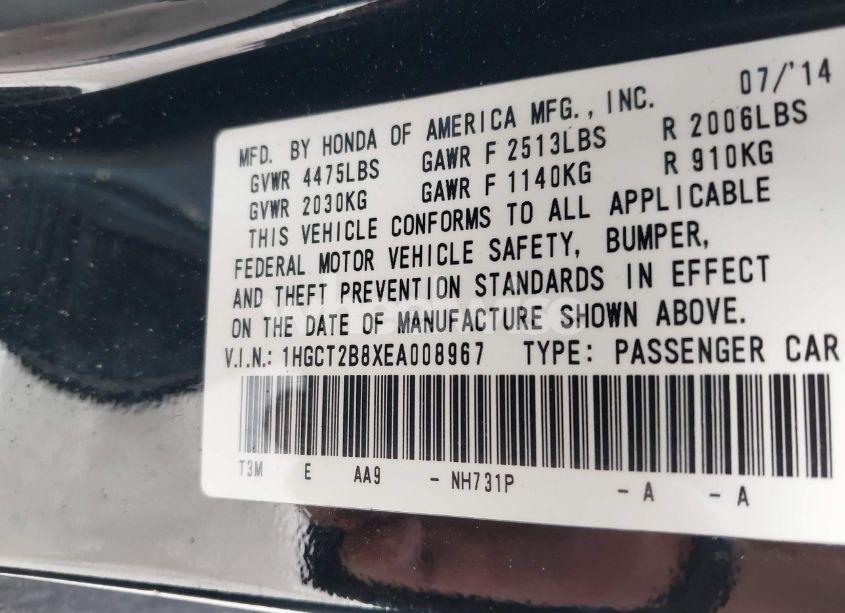 07/'14
MFD. BY HONDA OF AMERICA MFG., INC.
GVWR 4475LBS GAWR F 2513LBS R 2006LBS
GVWR 2030KG GAWR F 1140KG R 910KG
THIS VEHICLE CONFORMS TO ALL APPLICABLE
FEDERAL MOTOR VEHICLE SAFETY, BUMPER,
AND THEFT PREVENTION STANDARDS IN EFFECT
ON THE DATE OF MANUFACTURE SHOWN ABOVE.
V.I.N.: 1HGCT2B8XEA008967 TYPE: PASSENGER CAR
T3M E AA9 - NH731P - A - A